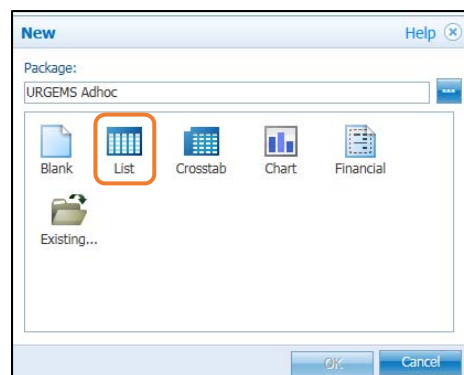 New Help
Package:
URGEMS Adhoc
Blank List Crosstab Chart Financial
Existing...
OK Cancel